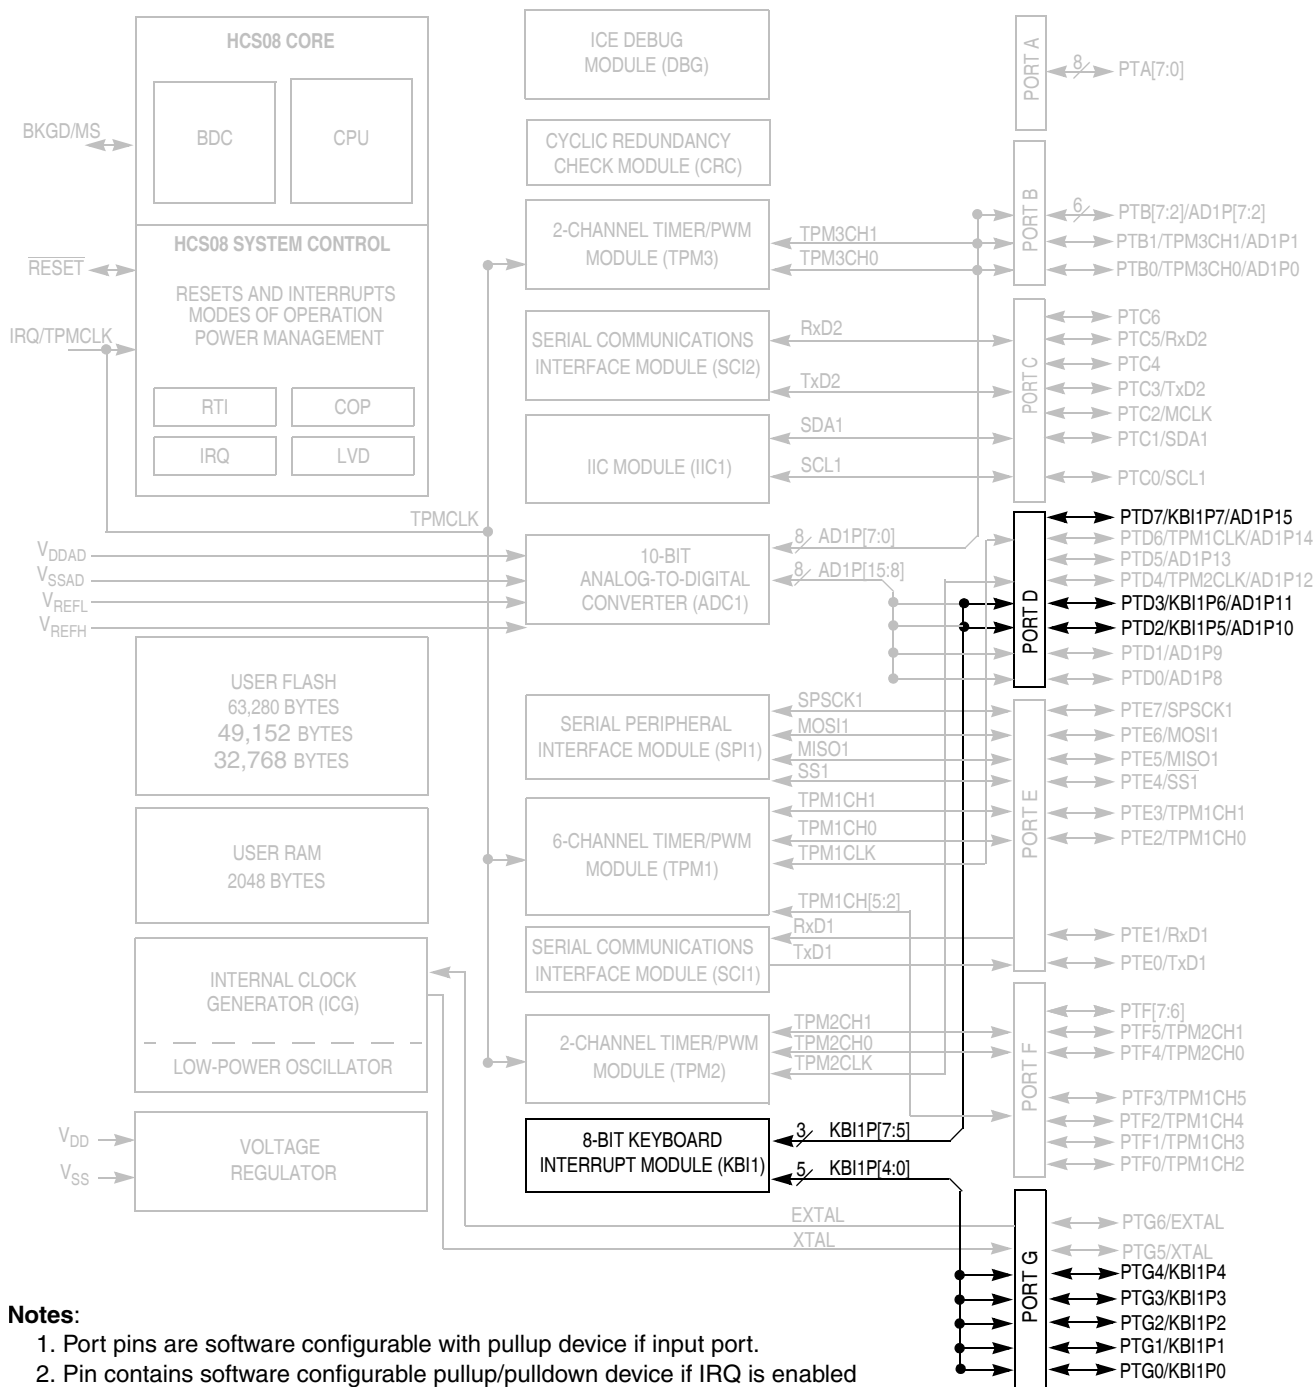 HCS08 CORE
BDC
CPU
BKGD/MS
HCS08 SYSTEM CONTROL
RESET
RESETS AND INTERRUPTS
MODES OF OPERATION
POWER MANAGEMENT
IRQ/TPMCLK
RTI
COP
IRQ
LVD
TPMCLK
VDDAD
VSSAD
VREFL
VREFH
USER FLASH
63,280 BYTES
49,152 BYTES
32,768 BYTES
USER RAM
2048 BYTES
INTERNAL CLOCK
GENERATOR (ICG)
LOW-POWER OSCILLATOR
VDD
VSS
VOLTAGE
REGULATOR
ICE DEBUG
MODULE (DBG)
CYCLIC REDUNDANCY
CHECK MODULE (CRC)
2-CHANNEL TIMER/PWM
MODULE (TPM3)
TPM3CH1
TPM3CH0
SERIAL COMMUNICATIONS
INTERFACE MODULE (SCI2)
RxD2
TxD2
IIC MODULE (IIC1)
SDA1
SCL1
10-BIT
ANALOG-TO-DIGITAL
CONVERTER (ADC1)
8 AD1P[7:0]
8 AD1P[15:8]
SERIAL PERIPHERAL
INTERFACE MODULE (SPI1)
SPSCK1
MOSI1
MISO1
SS1
6-CHANNEL TIMER/PWM
MODULE (TPM1)
TPM1CH1
TPM1CH0
TPM1CLK
TPM1CH[5:2]
SERIAL COMMUNICATIONS
INTERFACE MODULE (SCI1)
RxD1
TxD1
2-CHANNEL TIMER/PWM
MODULE (TPM2)
TPM2CH1
TPM2CH0
TPM2CLK
8-BIT KEYBOARD
INTERRUPT MODULE (KBI1)
3 KBI1P[7:5]
5 KBI1P[4:0]
EXTAL
XTAL
PORT A
8 PTA[7:0]
PORT B
6 PTB[7:2]/AD1P[7:2]
PTB1/TPM3CH1/AD1P1
PTB0/TPM3CH0/AD1P0
PORT C
PTC6
PTC5/RxD2
PTC4
PTC3/TxD2
PTC2/MCLK
PTC1/SDA1
PTC0/SCL1
PORT D
PTD7/KBI1P7/AD1P15
PTD6/TPM1CLK/AD1P14
PTD5/AD1P13
PTD4/TPM2CLK/AD1P12
PTD3/KBI1P6/AD1P11
PTD2/KBI1P5/AD1P10
PTD1/AD1P9
PTD0/AD1P8
PORT E
PTE7/SPSCK1
PTE6/MOSI1
PTE5/MISO1
PTE4/SS1
PTE3/TPM1CH1
PTE2/TPM1CH0
PTE1/RxD1
PTE0/TxD1
PORT F
PTF[7:6]
PTF5/TPM2CH1
PTF4/TPM2CH0
PTF3/TPM1CH5
PTF2/TPM1CH4
PTF1/TPM1CH3
PTF0/TPM1CH2
PORT G
PTG6/EXTAL
PTG5/XTAL
PTG4/KBI1P4
PTG3/KBI1P3
PTG2/KBI1P2
PTG1/KBI1P1
PTG0/KBI1P0
Notes:
1. Port pins are software configurable with pullup device if input port.
2. Pin contains software configurable pullup/pulldown device if IRQ is enabled